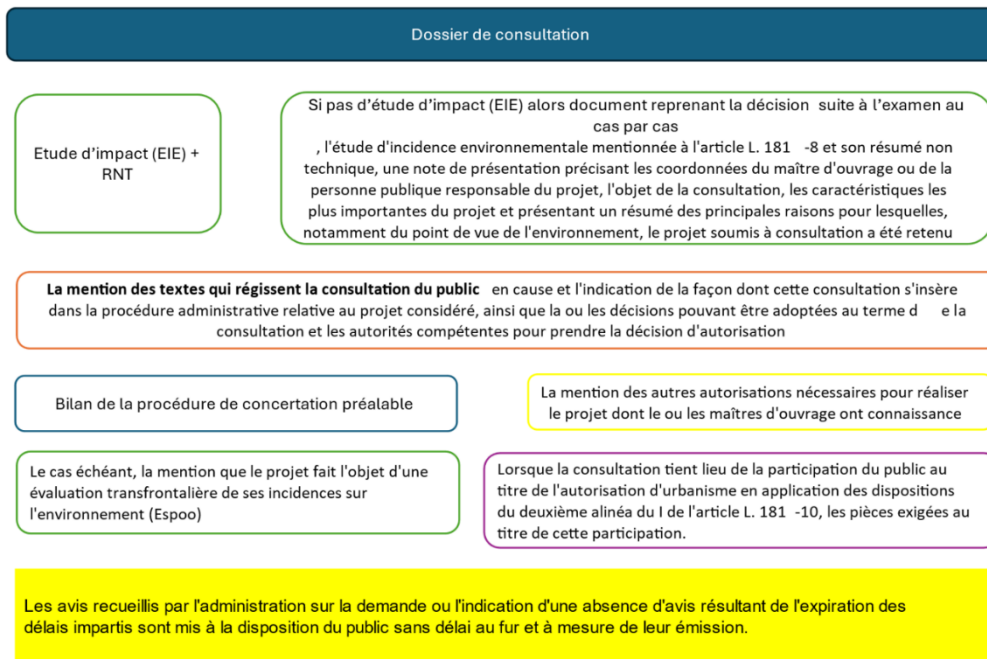 Dossier de consultation
Etude d'impact (EIE) +
RNT
Si pas d'étude d'impact (EIE) alors document reprenant la décision suite à l'examen au
cas par cas
, l'étude d'incidence environnementale mentionnée à l'article L. 181 -8 et son résumé non
technique, une note de présentation précisant les coordonnées du maître d'ouvrage ou de la
personne publique responsable du projet, l'objet de la consultation, les caractéristiques les
plus importantes du projet et présentant un résumé des principales raisons pour lesquelles,
notamment du point de vue de l'environnement, le projet soumis à consultation a été retenu
La mention des textes qui régissent la consultation du public en cause et l'indication de la façon dont cette consultation s'insère
dans la procédure administrative relative au projet considéré, ainsi que la ou les décisions pouvant être adoptées au terme d e la
consultation et les autorités compétentes pour prendre la décision d'autorisation
Bilan de la procédure de concertation préalable
La mention des autres autorisations nécessaires pour réaliser
le projet dont le ou les maîtres d'ouvrage ont connaissance
Le cas échéant, la mention que le projet fait l'objet d'une
évaluation transfrontalière de ses incidences sur
l'environnement (Espoo)
Lorsque la consultation tient lieu de la participation du public au
titre de l'autorisation d'urbanisme en application des dispositions
du deuxième alinéa du I de l'article L. 181 -10, les pièces exigées au
titre de cette participation.
Les avis recueillis par l'administration sur la demande ou l'indication d'une absence d'avis résultant de l'expiration des
délais impartis sont mis à la disposition du public sans délai au fur et à mesure de leur émission.